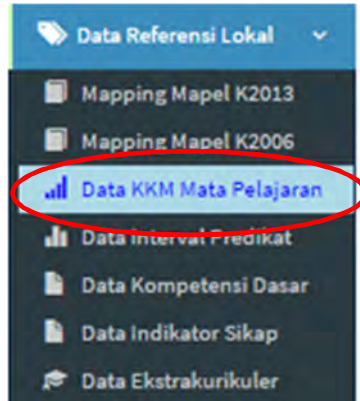 Data Referensi Lokal
Mapping Mapel K2013
Mapping Mapel K2006
Data KKM Mata Pelajaran
Data Interval Predikat
Data Kompetensi Dasar
Data Indikator Sikap
Data Ekstrakurikuler